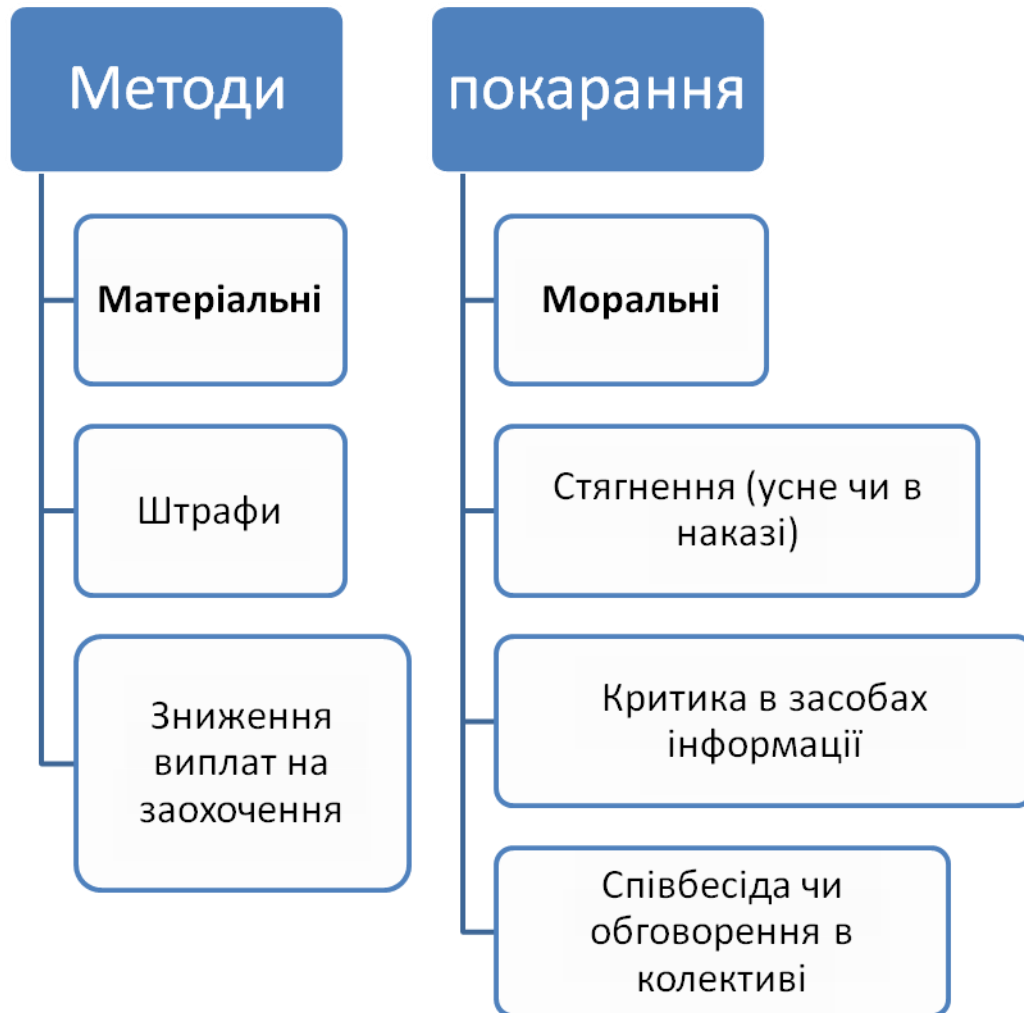 Методи
покарання
Матеріальні
Штрафи
Зниження
виплат на
заохочення
Моральні
Стягнення (усне чи в
наказі)
Критика в засобах
інформації
Співбесіда чи
обговорення в
колективі